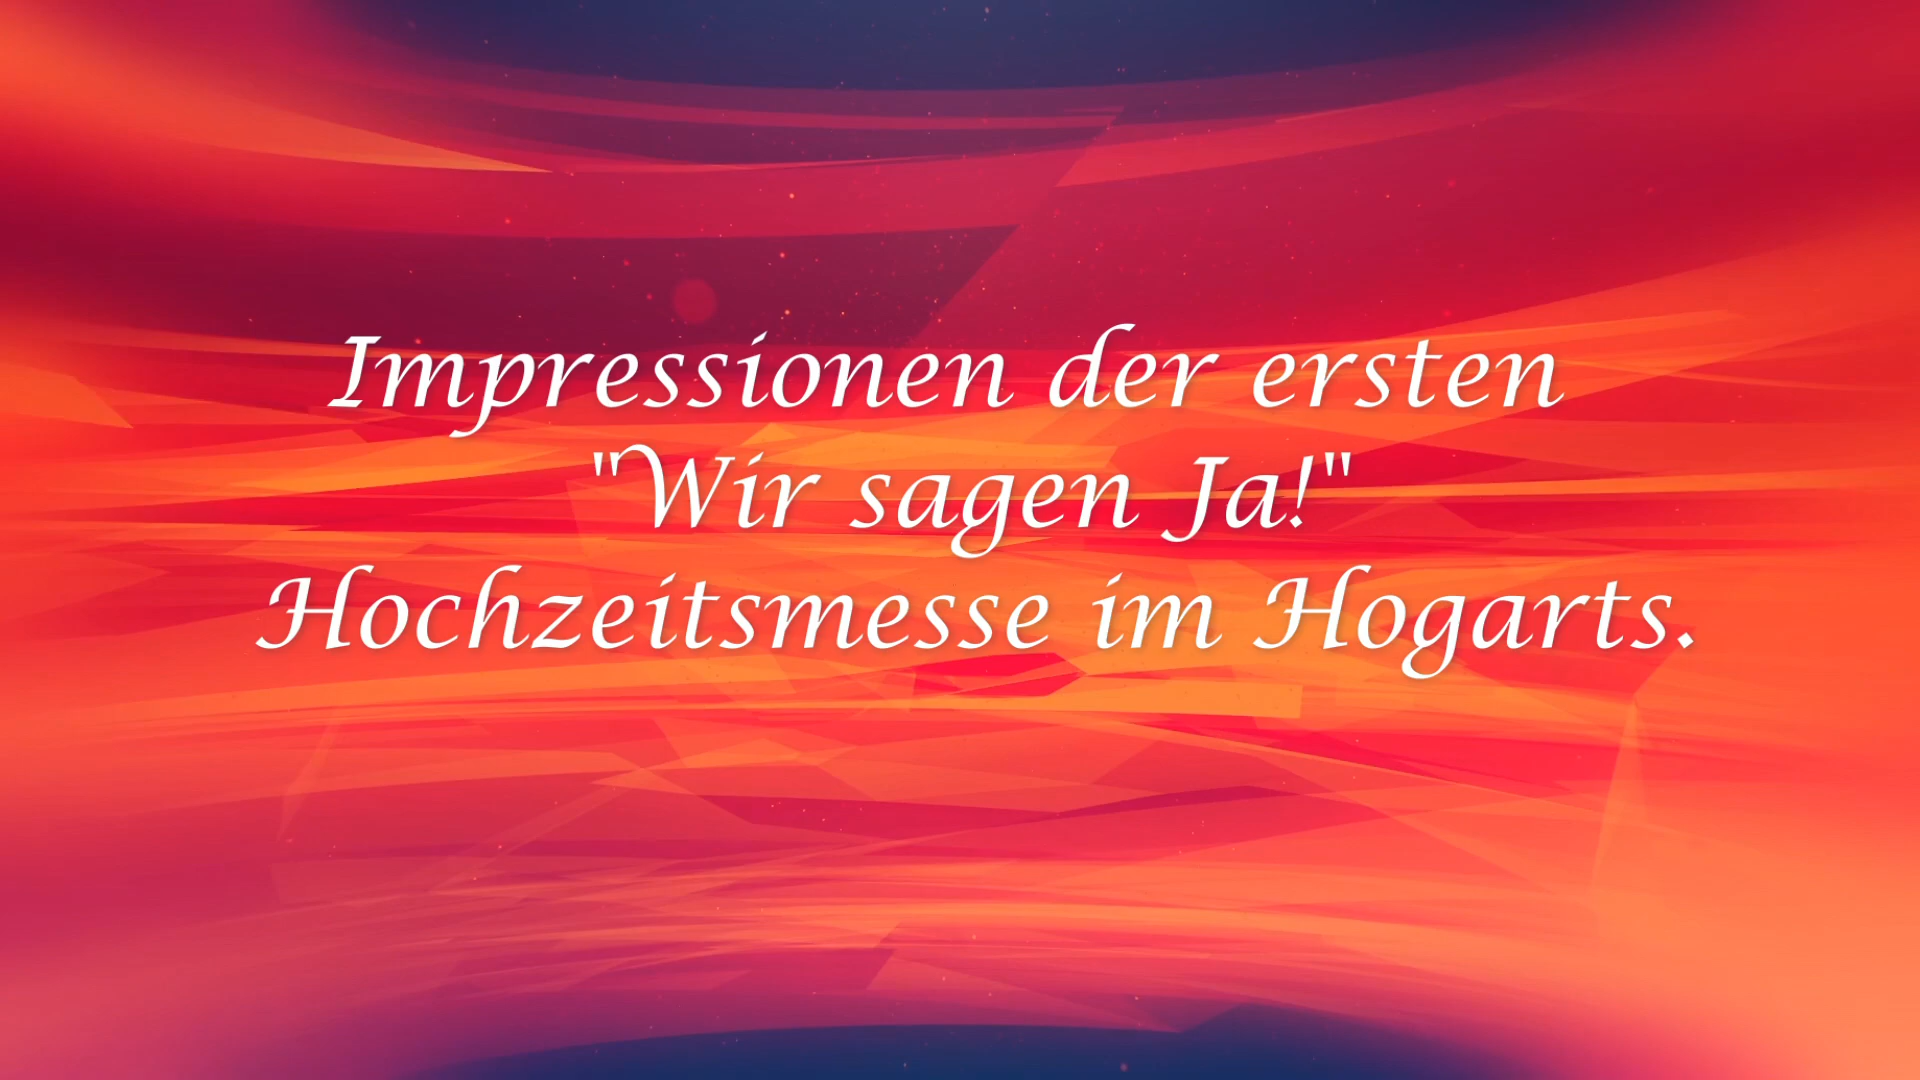 Impressionen der ersten
"Wir sagen Ja!"
Hochzeitsmesse im Hogarts.